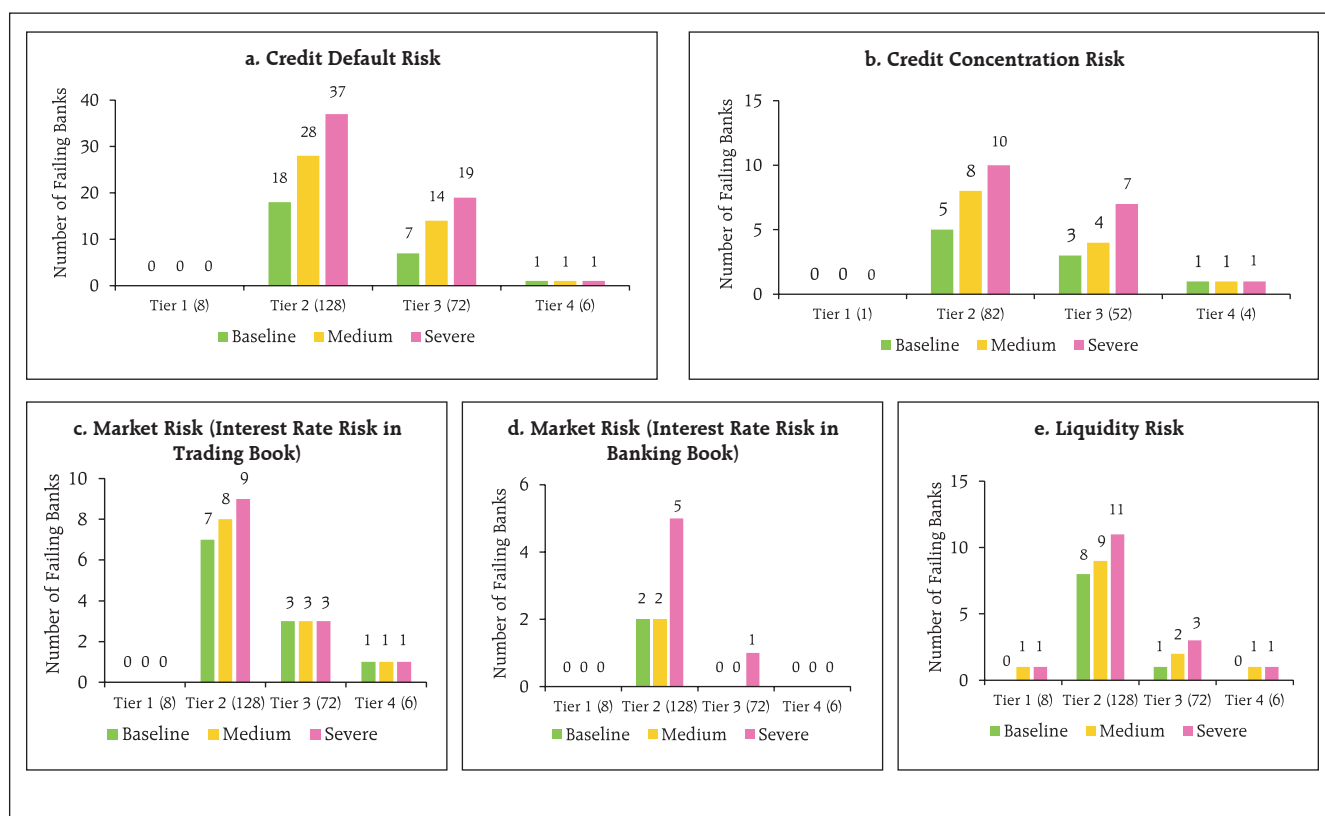 a. Credit Default Risk
Number of Failing Banks
40
30
20
10
0
0 0 0
18 28 37
7 14 19
1 1 1
Tier 1 (8) Tier 2 (128) Tier 3 (72) Tier 4 (6)
Baseline Medium Severe
b. Credit Concentration Risk
Number of Failing Banks
15
10
5
0
0 0 0
5 8 10
3 4 7
1 1 1
Tier 1 (1) Tier 2 (82) Tier 3 (52) Tier 4 (4)
Baseline Medium Severe
c. Market Risk (Interest Rate Risk in
Trading Book)
Number of Failing Banks
10
8
6
4
2
0
0 0 0
7 8 9
3 3 3
1 1 1
Tier 1 (8) Tier 2 (128) Tier 3 (72) Tier 4 (6)
Baseline Medium Severe
d. Market Risk (Interest Rate Risk in
Banking Book)
Number of Failing Banks
6
4
2
0
0 0 0
2 2 5
0 0 1
0 0 0
Tier 1 (8) Tier 2 (128) Tier 3 (72) Tier 4 (6)
Baseline Medium Severe
e. Liquidity Risk
Number of Failing Banks
15
10
5
0
0 1 1
8 9 11
1 2 3
0 1 1
Tier 1 (8) Tier 2 (128) Tier 3 (72) Tier 4 (6)
Baseline Medium Severe